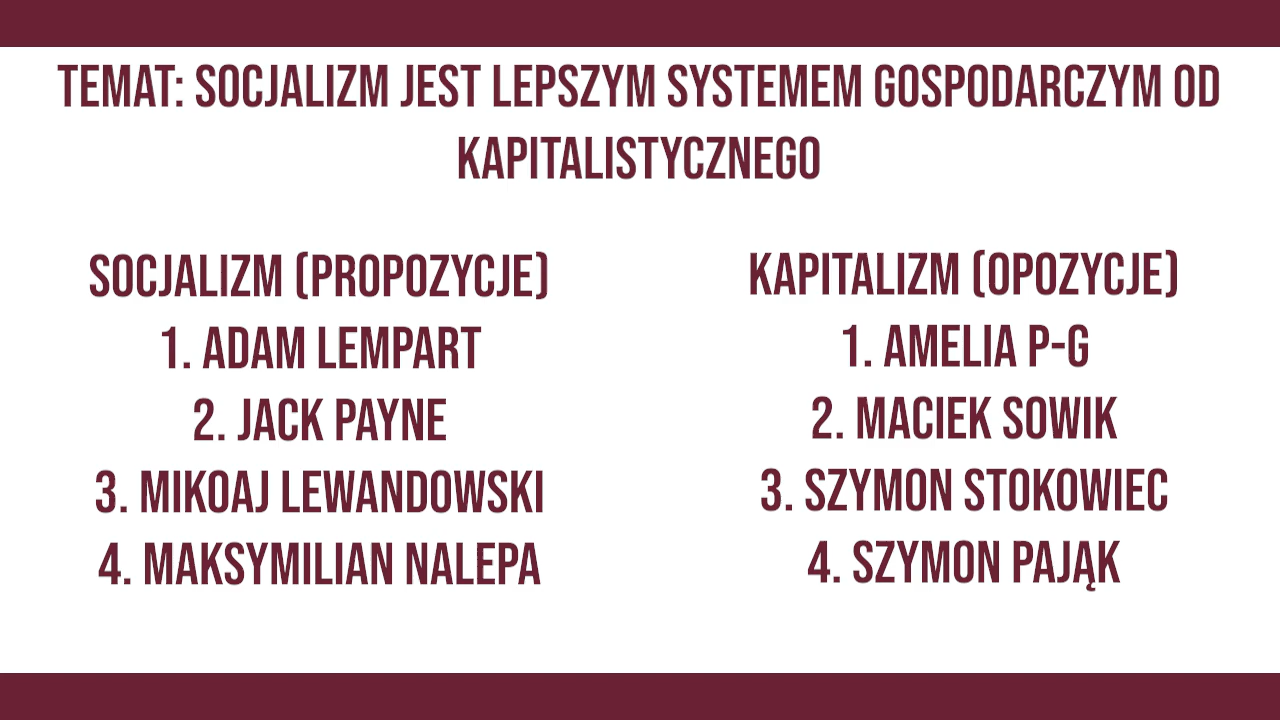 TEMAT: SOCJALIZM JEST LEPSZYM SYSTEMEM GOSPODARCZYM OD
KAPITALISTYCZNEGO
SOCJALIZM (PROPOZYCJE)
1. ADAM LEMPART
2. JACK PAYNE
3. MIKOAJ LEWANDOWSKI
4. MAKSYMILIAN NALEPA
KAPITALIZM (OPOZYCJE)
1. AMELIA P-G
2. MACIEK SOWIK
3. SZYMON STOKOWIEC
4. SZYMON PAJĄK